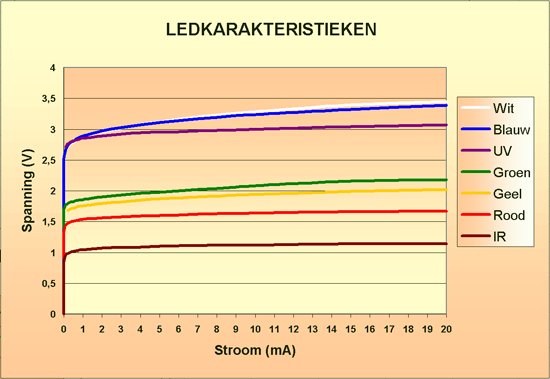 LEDKARAKTERISTIEKEN
Spanning (V)
4
3,5
3
2,5
2
1,5
1
0,5
0
0 1 2 3 4 5 6 7 8 9 10 11 12 13 14 15 16 17 18 19 20
Stroom (mA)
Wit
Blauw
UV
Groen
Geel
Rood
IR